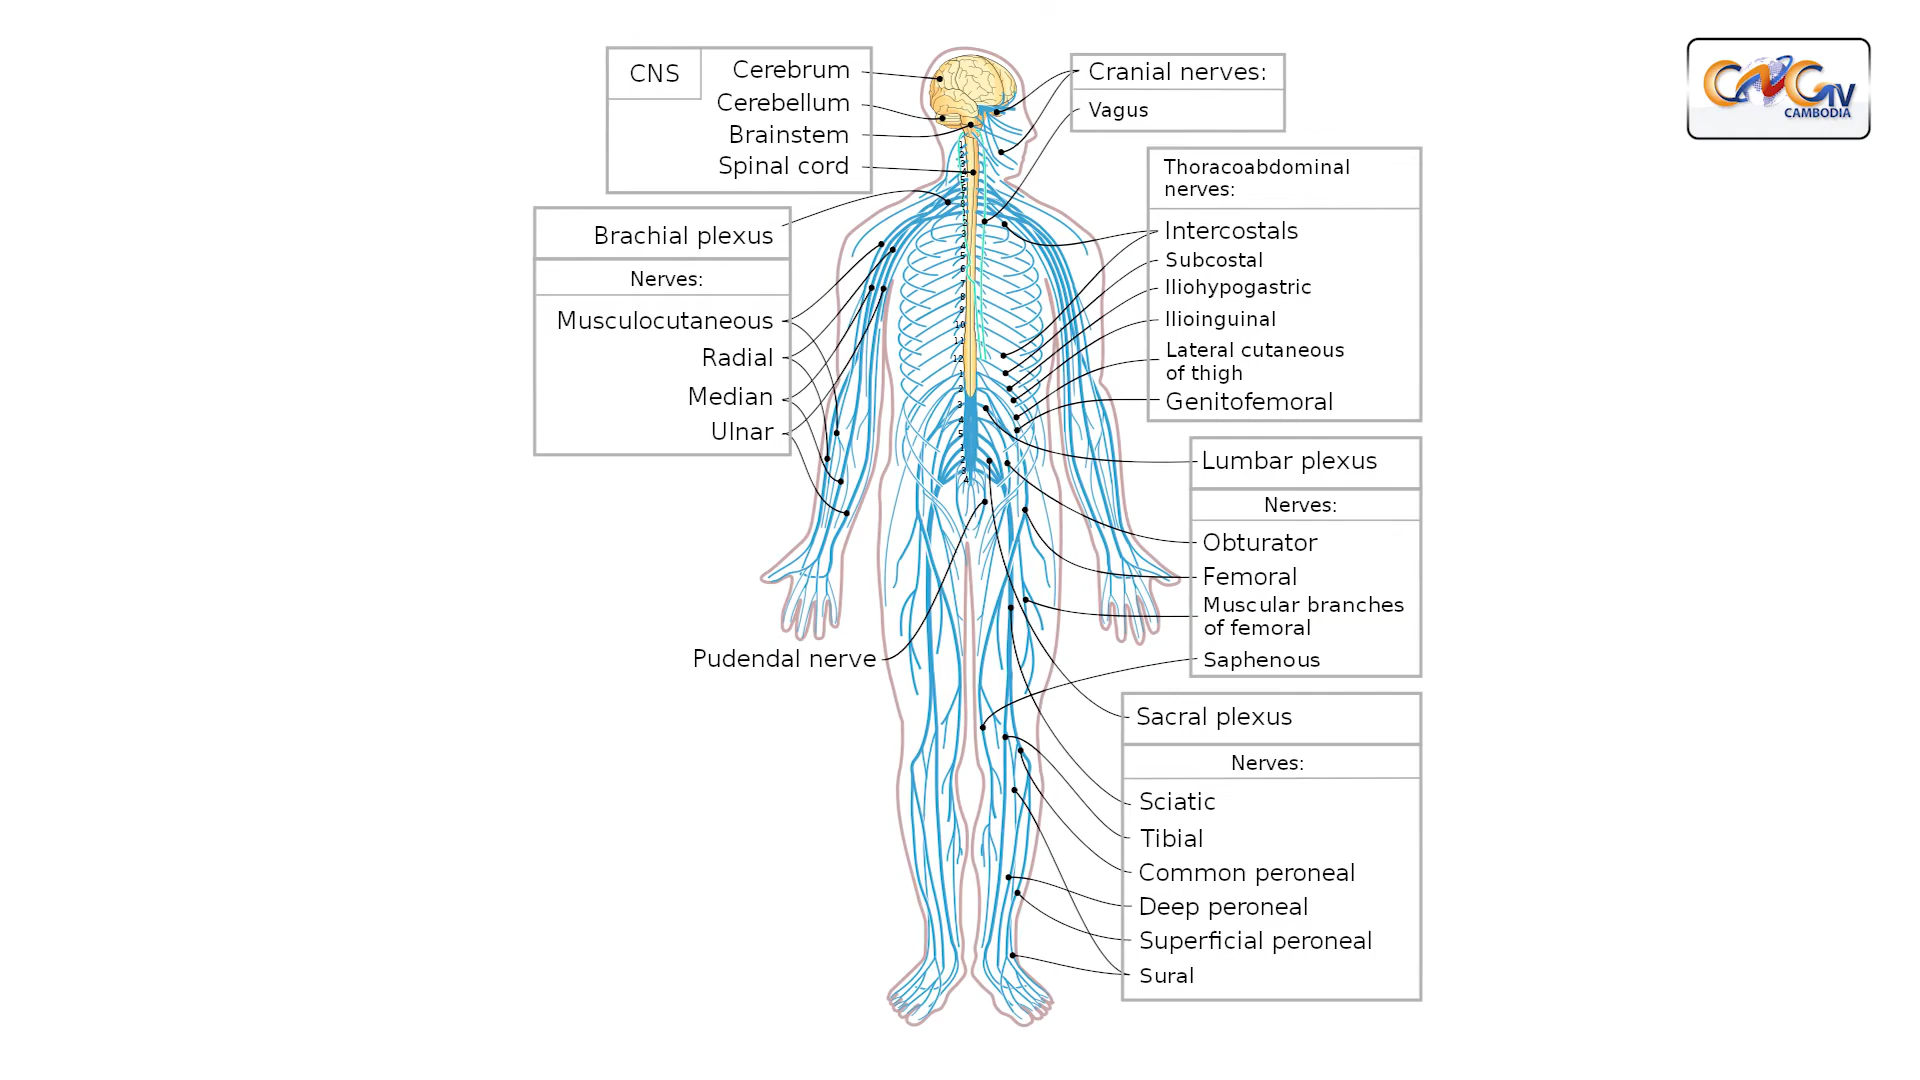 CNS
Cerebrum
Cerebellum
Brainstem
Spinal cord
Brachial plexus
Nerves:
Musculocutaneous
Radial
Median
Ulnar
Pudendal nerve
Cranial nerves:
Vagus
Thoracoabdominal
nerves:
Intercostals
Subcostal
Iliohypogastric
Ilioinguinal
Lateral cutaneous
of thigh
Genitofemoral
Lumbar plexus
Nerves:
Obturator
Femoral
Muscular branches
of femoral
Saphenous
Sacral plexus
Nerves:
Sciatic
Tibial
Common peroneal
Deep peroneal
Superficial peroneal
Sural
CNC TV
CAMBODIA